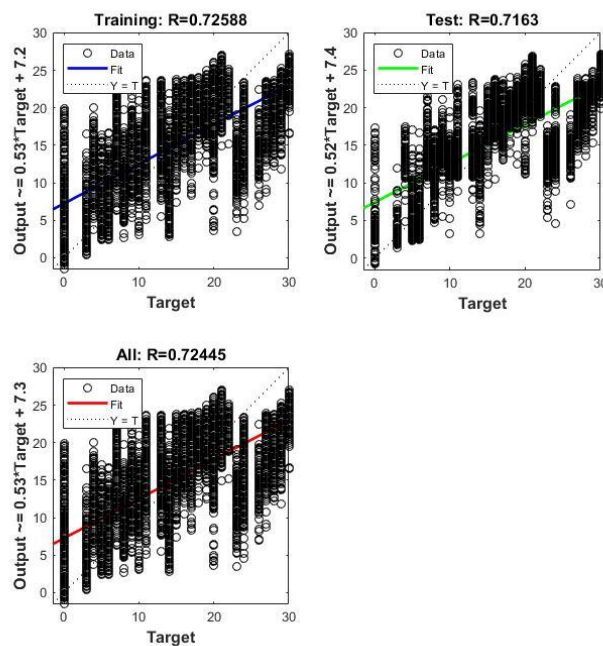 Training: R=0.72588
Output ~= 0.53*Target + 7.2
30
25
20
15
10
5
0
Data
Fit
Y = T
0 10 20 30
Target
Test: R=0.7163
Output ~= 0.52*Target + 7.4
30
25
20
15
10
5
0
Data
Fit
Y = T
0 10 20 30
Target
All: R=0.72445
Output ~= 0.53*Target + 7.3
30
25
20
15
10
5
0
Data
Fit
Y = T
0 10 20 30
Target